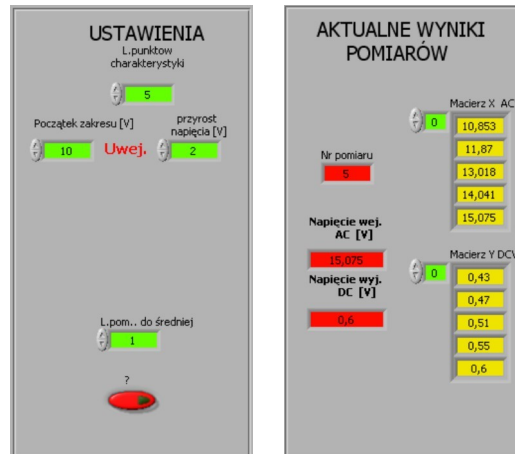 USTAWIENIA
L.punktow
charakterystyki
5
Początek zakresu [V]
przyrost
napięcia [V]
10
Uwej.
2
L.pom.. do średniej
1
?
AKTUALNE WYNIKI
POMIARÓW
Macierz X AC
0
10,853
11,87
13,018
14,041
15,075
Nr pomiaru
5
Napięcie wej.
AC [V]
15,075
Napięcie wyj.
DC [V]
0,6
Macierz Y DCV
0
0,43
0,47
0,51
0,55
0,6